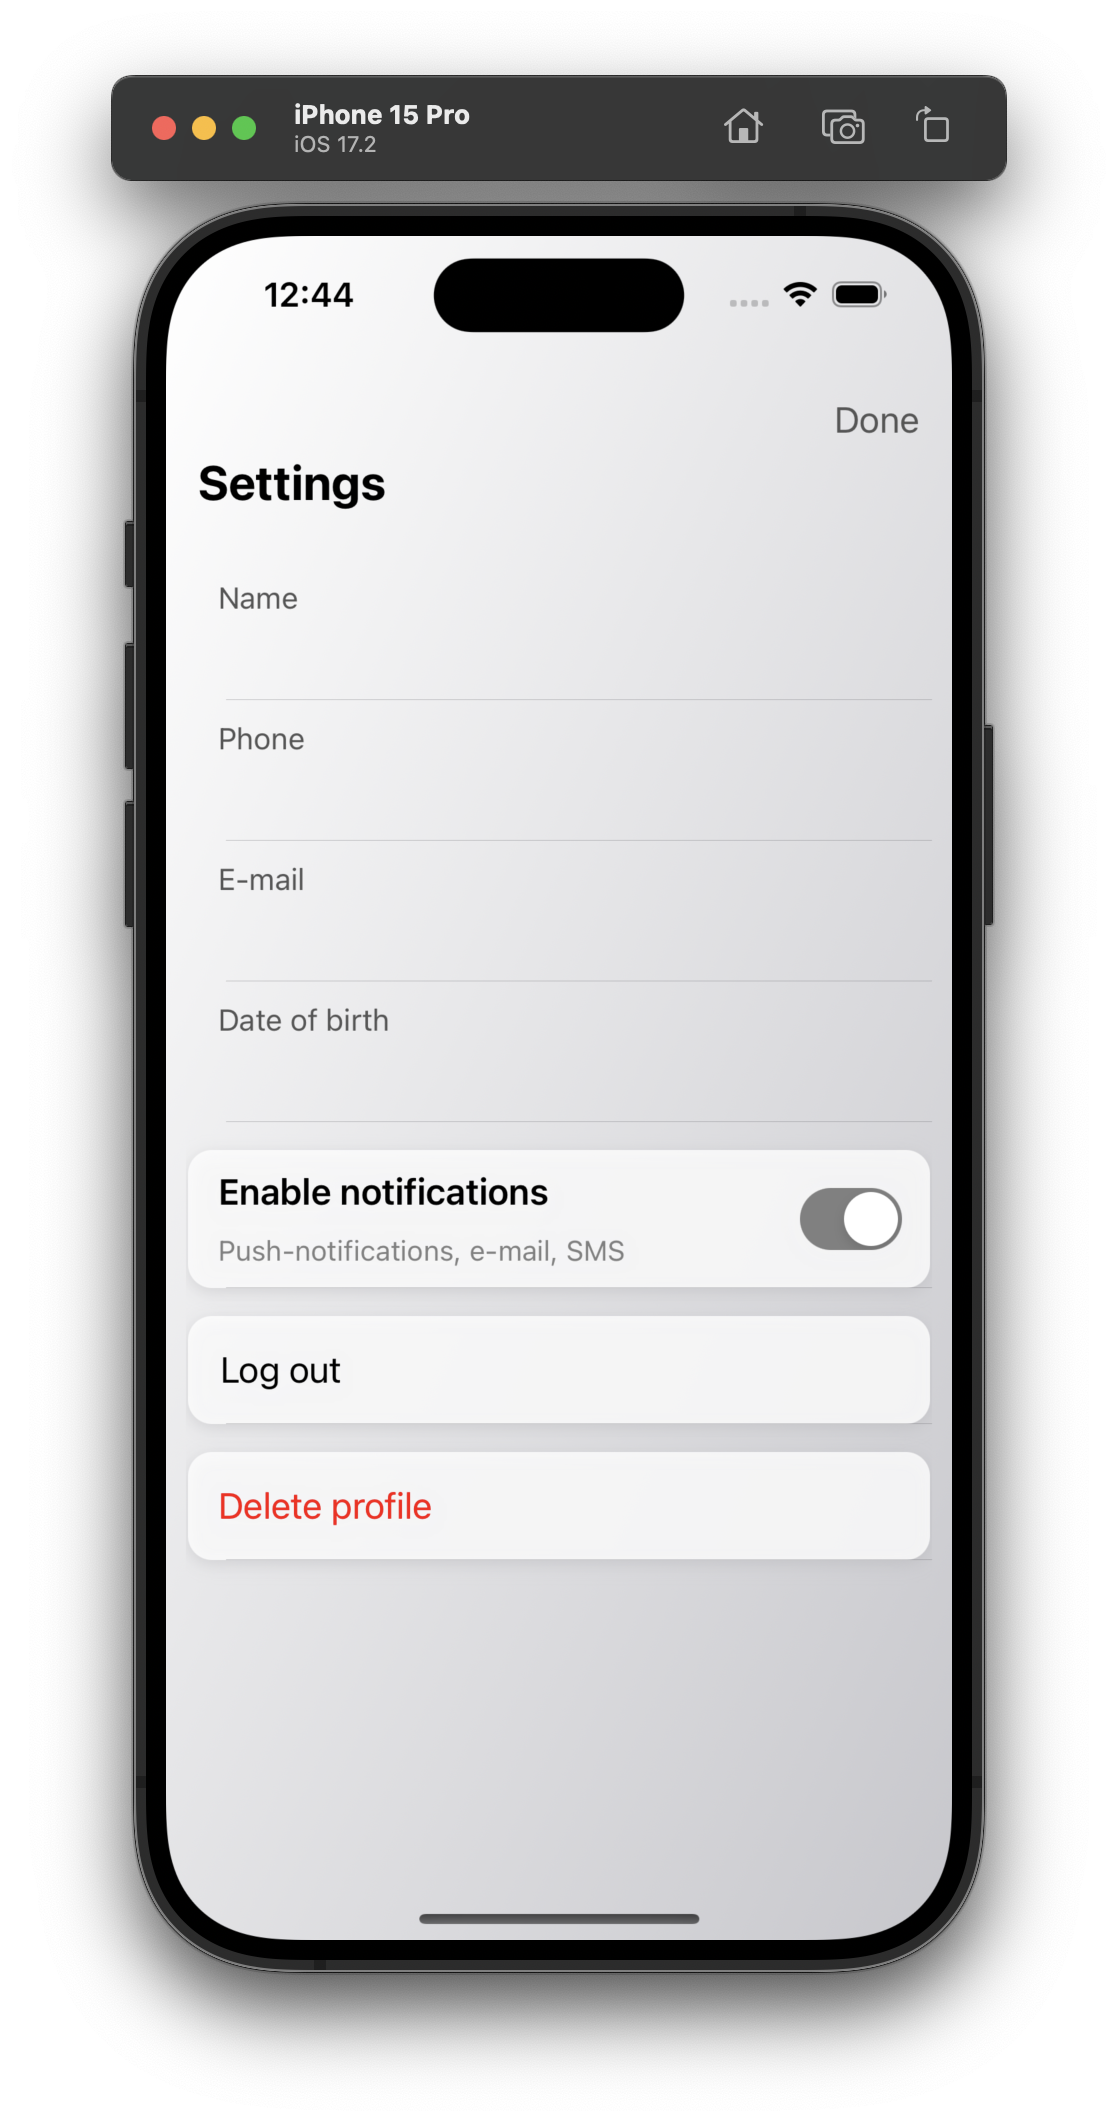 iPhone 15 Pro
iOS 17.2
12:44
Done
Settings
Name
Phone
E-mail
Date of birth
Enable notifications
Push-notifications, e-mail, SMS
Log out
Delete profile